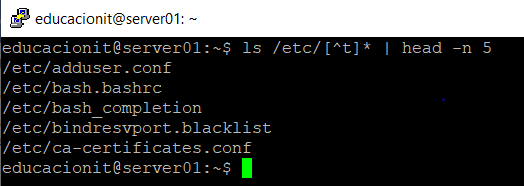 educacionit@server01: ~
educacionit@server01:~$ ls /etc/[^t]* | head -n 5
/etc/adduser.conf
/etc/bash.bashrc
/etc/bash_completion
/etc/bindresvport.blacklist
/etc/ca-certificates.conf
educacionit@server01:~$